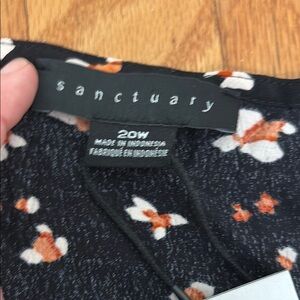 sanctuary
20W
MADE IN INDONESIA
FABRIQUÉ EN INDONÉSIE